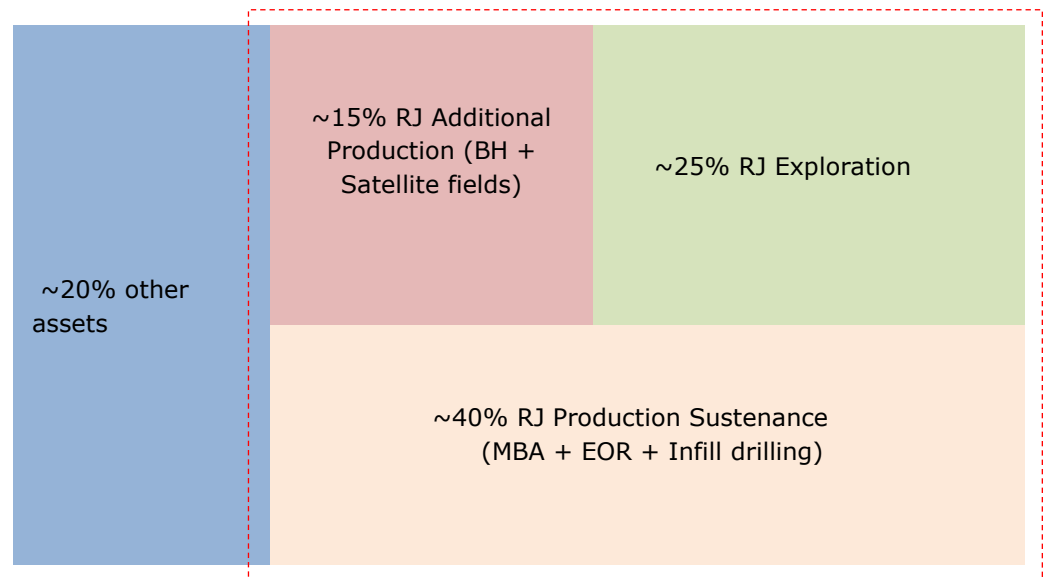 ~15% RJ Additional
Production (BH +
Satellite fields)
~25% RJ Exploration
~20% other
assets
~40% RJ Production Sustenance
(MBA + EOR + Infill drilling)